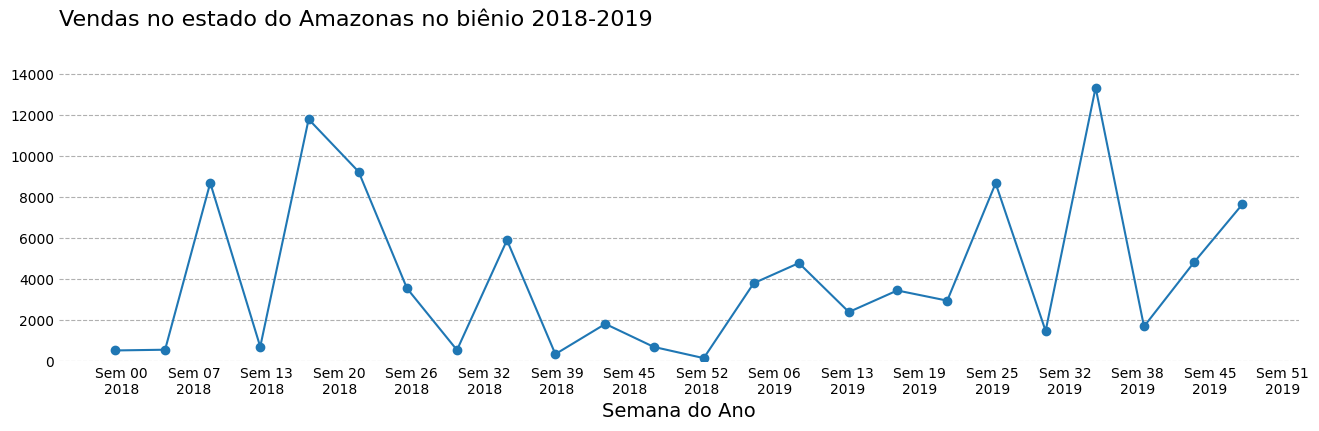 Vendas no estado do Amazonas no biênio 2018-2019
14000
12000
10000
8000
6000
4000
2000
0
Sem 00 Sem 07 Sem 13 Sem 20 Sem 26 Sem 32 Sem 39 Sem 45 Sem 52 Sem 06 Sem 13 Sem 19 Sem 25 Sem 32 Sem 38 Sem 45 Sem 51
2018 2018 2018 2018 2018 2018 2018 2018 2018 2019 2019 2019 2019 2019 2019 2019 2019
Semana do Ano